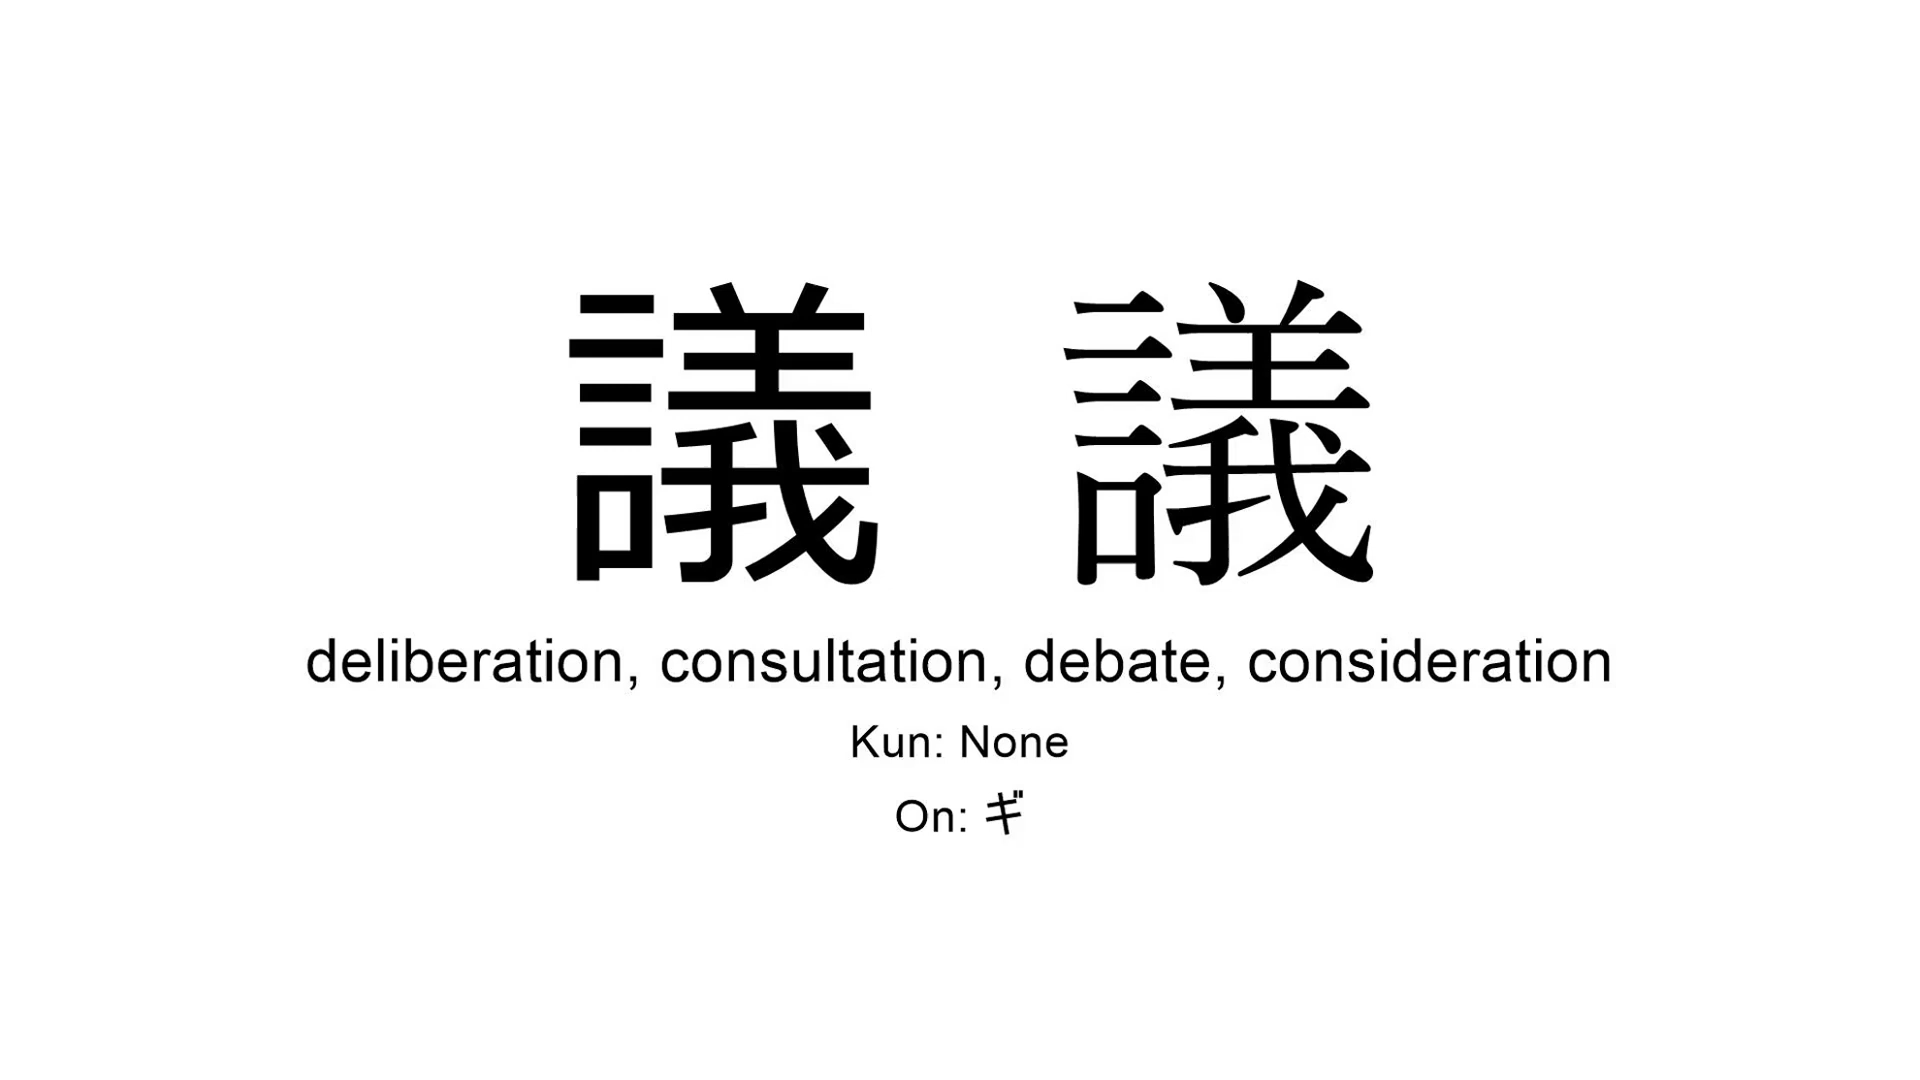 議 議
deliberation, consultation, debate, consideration
Kun: None
On: ギ